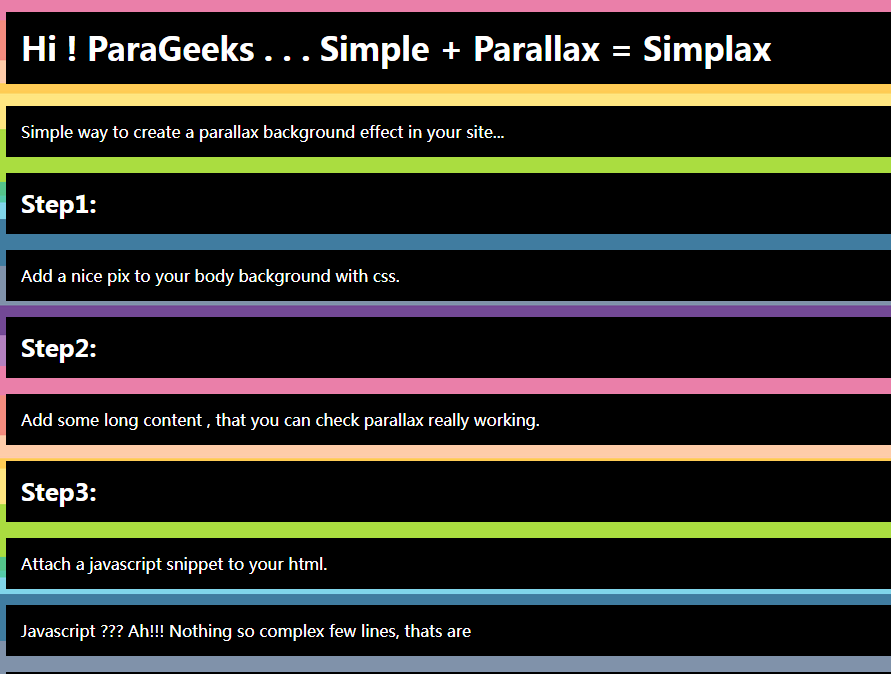 Hi ! ParaGeeks . . . Simple + Parallax = Simplax
Simple way to create a parallax background effect in your site...
Step1:
Add a nice pix to your body background with css.
Step2:
Add some long content , that you can check parallax really working.
Step3:
Attach a javascript snippet to your html.
Javascript ??? Ah!!! Nothing so complex few lines, thats are